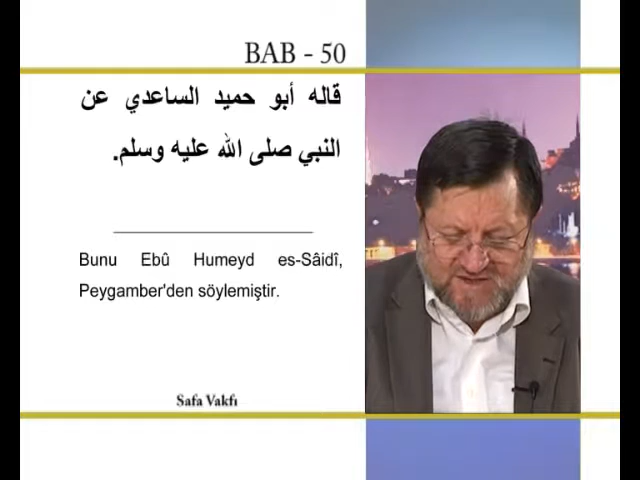 BAB - 50
قاله أبو حميد الساعدي عن
النبي صلى الله عليه وسلم.
Bunu Ebû Humeyd es-Sâidî,
Peygamber'den söylemiştir.
Safa Vakfı